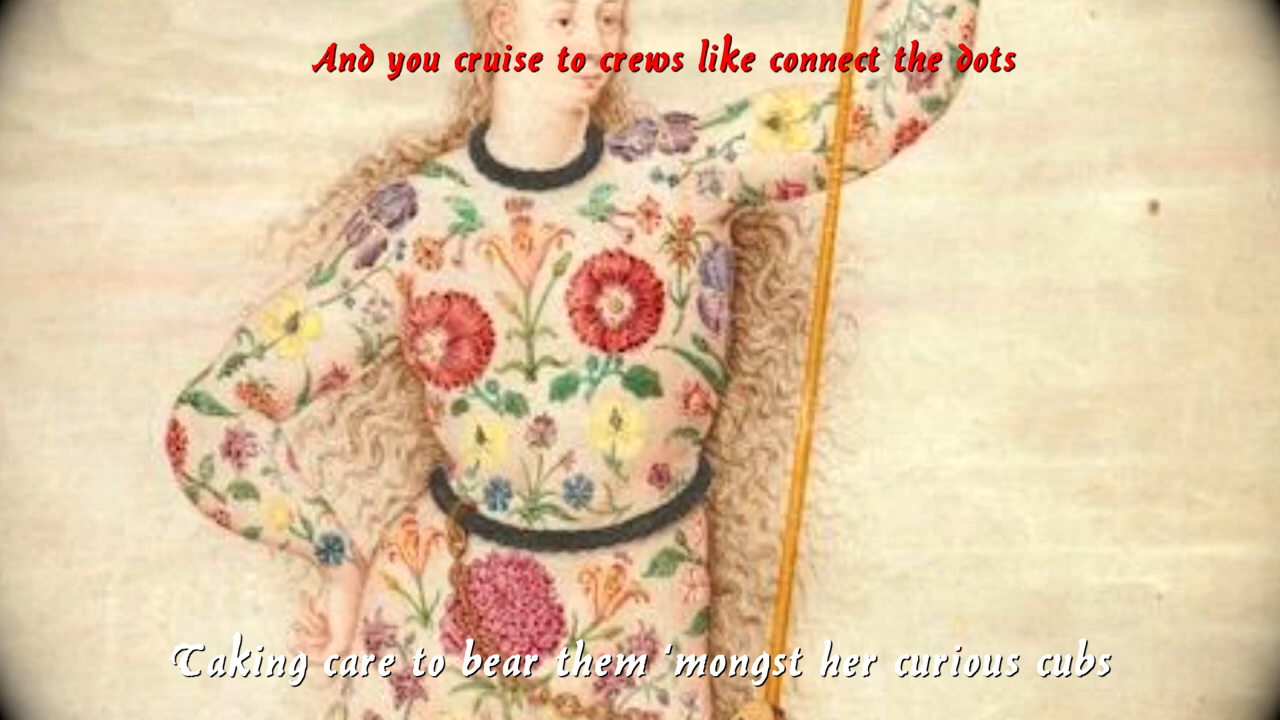 And you cruise to crews like connect the dots
Taking care to bear them ‘mongst her curious cubs